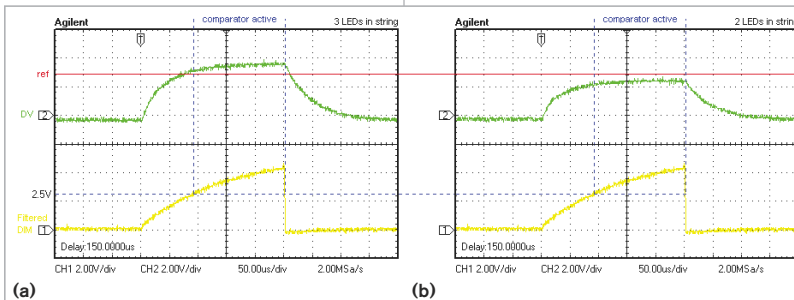 Agilent
comparator active
3 LEDs in string
ref
DV
2
2.5V
Filtered
DIM
1
Delay:150.0000us
CH1 2.00V/div
CH2 2.00V/div
50.00us/div
2.00MSa/s
(a)
Agilent
comparator active
2 LEDs in string
2
1
Delay:150.0000us
CH1 2.00V/div
CH2 2.00V/div
50.00us/div
2.00MSa/s
(b)